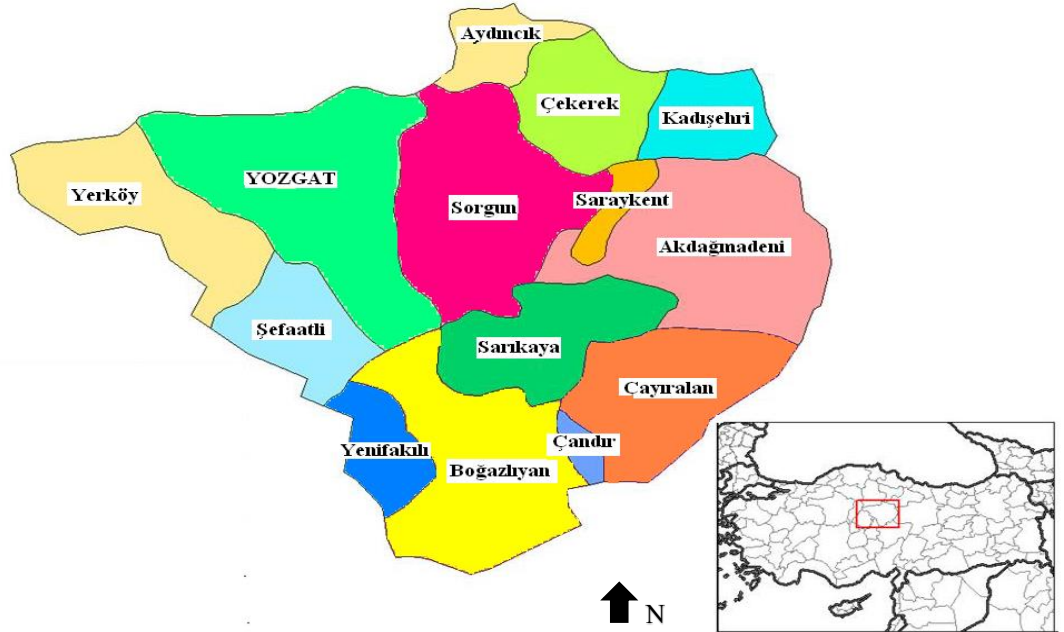 Aydıncık
Çekerek
Kadışehri
YOZGAT
Yerköy
Sorgun
Saraykent
Akdağmadeni
Şefaatli
Sarıkaya
Çayıralan
Çandır
Yenifakılı
Boğazlıyan
N